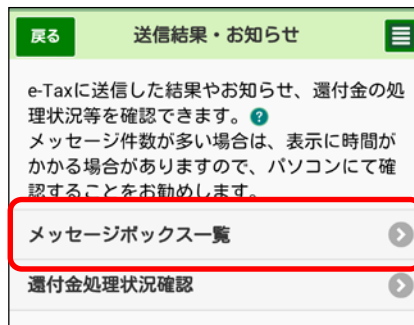 戻る 送信結果・お知らせ
e-Taxに送信した結果やお知らせ、還付金の処
理状況等を確認できます。?
メッセージ件数が多い場合は、表示に時間が
かかる場合がありますので、パソコンにて確
認することをお勧めします。
メッセージボックス一覧
還付金処理状況確認